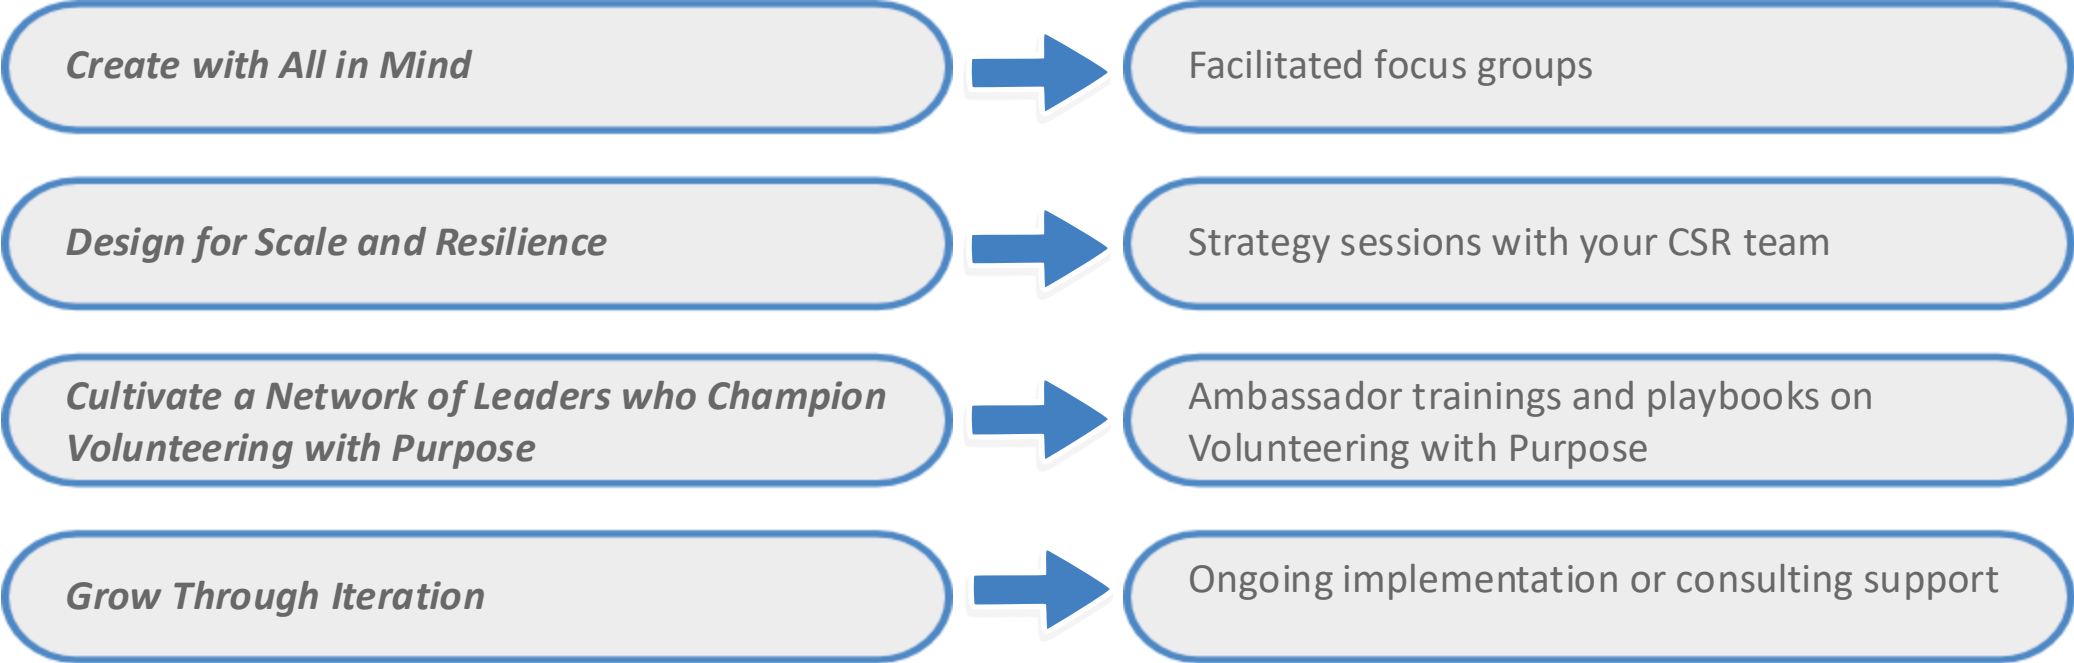 Create with All in Mind
Facilitated focus groups
Design for Scale and Resilience
Strategy sessions with your CSR team
Cultivate a Network of Leaders who Champion
Volunteering with Purpose
Ambassador trainings and playbooks on
Volunteering with Purpose
Grow Through Iteration
Ongoing implementation or consulting support